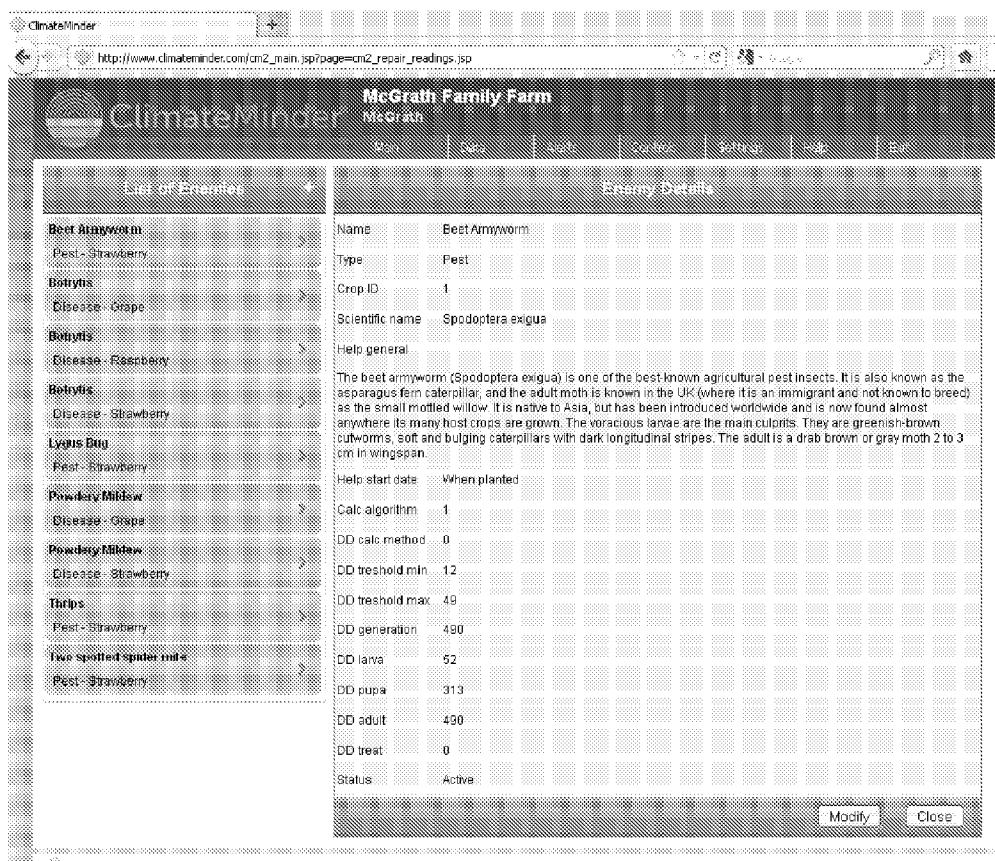 ClimateMinder
http://www.climateminder.com/cm2_main.jsp?page=cm2_repair_readings.jsp
ClimateMinder
McGrath Family Farm
McGrath
Map Data Alerts Control Settings Help Exit
List of Enemies
Beet Armyworm
Pest - Strawberry
Botrytis
Disease - Grape
Botrytis
Disease - Raspberry
Botrytis
Disease - Strawberry
Lygus Bug
Pest - Strawberry
Powdery Mildew
Disease - Grape
Powdery Mildew
Disease - Strawberry
Thrips
Pest - Strawberry
Two spotted spider mite
Pest - Strawberry
Enemy Details
Name Beet Armyworm
Type Pest
Crop ID 1
Scientific name Spodoptera exigua
Help general
The beet armyworm (Spodoptera exigua) is one of the best-known agricultural pest insects. It is also known as the
asparagus fern caterpillar, and the adult moth is known in the UK (where it is an immigrant and not known to breed)
as the small mottled willow. It is native to Asia, but has been introduced worldwide and is now found almost
anywhere its many host crops are grown. The voracious larvae are the main culprits. They are greenish-brown
cutworms, soft and bulging caterpillars with dark longitudinal stripes. The adult is a drab brown or gray moth 2 to 3
cm in wingspan.
Help start date When planted
Calc algorithm 1
DD calc method 0
DD treshold min 12
DD treshold max 49
DD generation 490
DD larva 52
DD pupa 313
DD adult 490
DD treat 0
Status Active
Modify Close